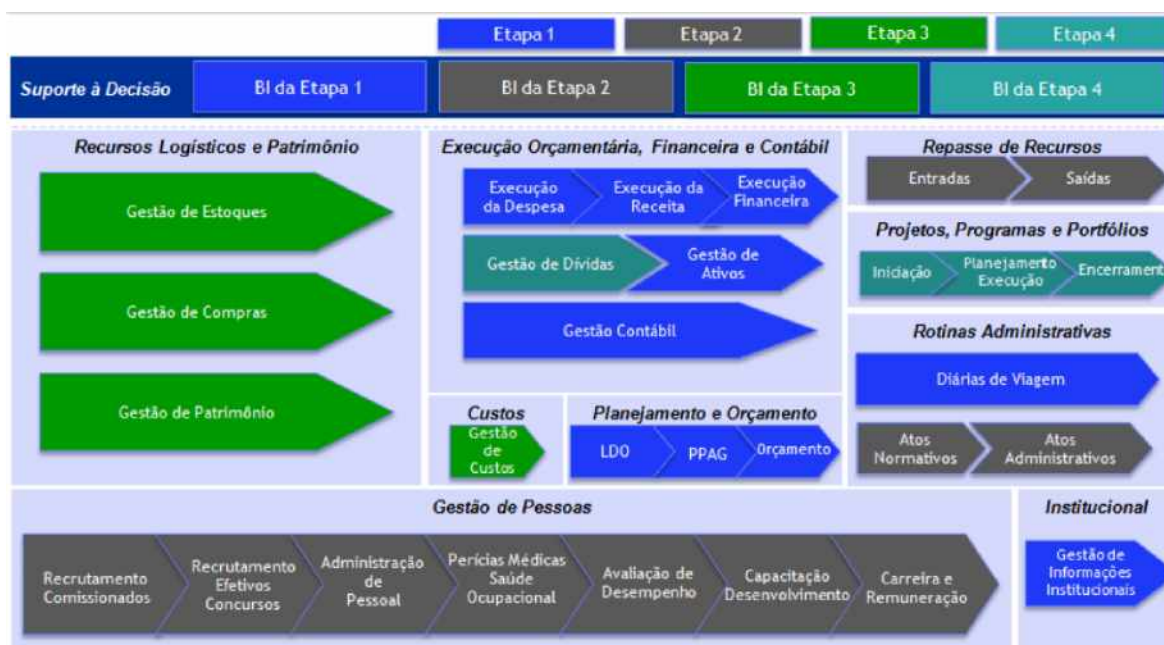 Etapa 1
Etapa 2
Etapa 3
Etapa 4
Suporte à Decisão
BI da Etapa 1
BI da Etapa 2
BI da Etapa 3
BI da Etapa 4
Recursos Logísticos e Patrimônio
Gestão de Estoques
Gestão de Compras
Gestão de Patrimônio
Execução Orçamentária, Financeira e Contábil
Execução
da Despesa
Execução da
Receita
Execução
Financeira
Gestão de Dívidas
Gestão de
Ativos
Gestão Contábil
Custos
Gestão
de
Custos
Planejamento e Orçamento
LDO
PPAG
Orçamento
Repasse de Recursos
Entradas
Saídas
Projetos, Programas e Portfólios
Iniciação
Planejamento
Execução
Encerrament
Rotinas Administrativas
Diárias de Viagem
Atos
Normativos
Atos
Administrativos
Gestão de Pessoas
Recrutamento
Comissionados
Recrutamento
Efetivos
Concursos
Administração
de
Pessoal
Perícias Médicas
Saúde
Ocupacional
Avaliação de
Desempenho
Capacitação
Desenvolvimento
Carreira e
Remuneração
Institucional
Gestão de
Informações
Institucionais